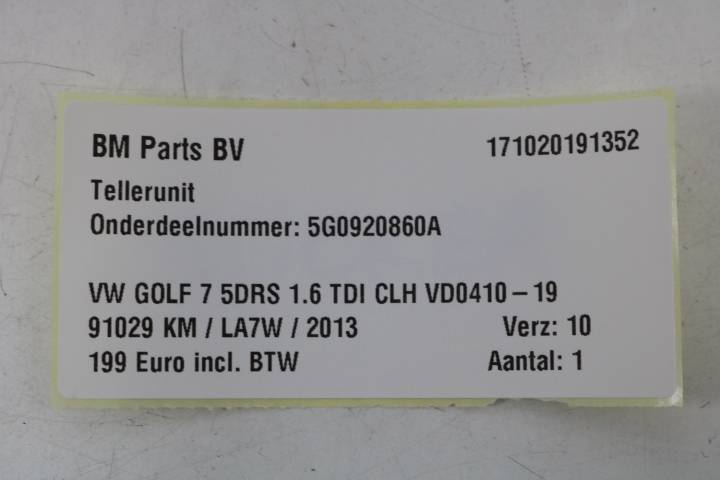 BM Parts BV 171020191352
Tellerunit
Onderdeelnummer: 5G0920860A
VW GOLF 7 5DRS 1.6 TDI CLH VD0410-19
91029 KM / LA7W / 2013 Verz: 10
199 Euro incl. BTW Aantal: 1